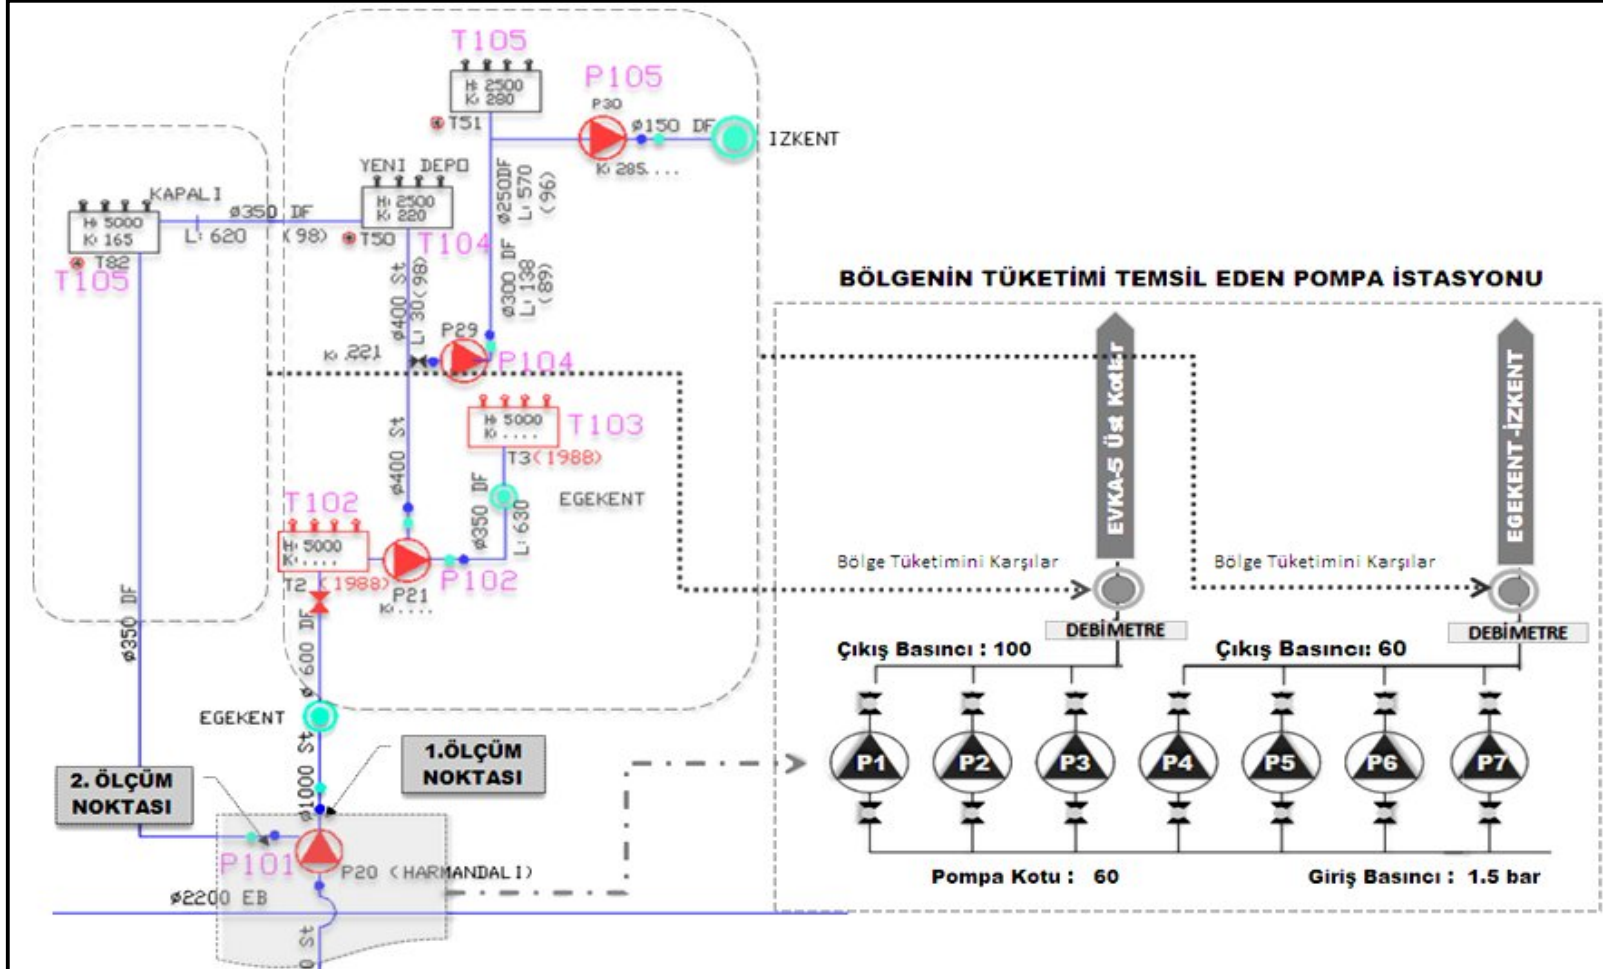 T105
H: 2500
K: 280
T51
P105
P30
ø150 DF
IZKENT
K: 285....
ø250DF
L: 570
(96)
YENI DEPO
H: 2500
K: 220
T50
T104
KAPALI
ø350 DF
L: 620
(98)
H: 5000
K: 165
T82
T105
ø300 DF
L: 138
(89)
ø400 St
L: 30(98)
P29
K: ....221
P104
H: 5000
K: ....
T103
T3(1988)
ø400 St
EGEKENT
ø350 DF
L: 630
T102
H: 5000
K: ....
T2 (1988)
P102
P21
K: ....
ø350 DF
ø 600 DF
EGEKENT
ø1000 St
1.ÖLÇÜM
NOKTASI
2. ÖLÇÜM
NOKTASI
P101
P20 (HARMANDALI)
ø2200 EB
0 St
BÖLGENİN TÜKETİMİ TEMSİL EDEN POMPA İSTASYONU
EVKA-5 Üst Kotlar
EGEKENT-İZKENT
Bölge Tüketimini Karşılar
Bölge Tüketimini Karşılar
DEBİMETRE
DEBİMETRE
Çıkış Basıncı : 100
Çıkış Basıncı: 60
P1
P2
P3
P4
P5
P6
P7
Pompa Kotu : 60
Giriş Basıncı : 1.5 bar